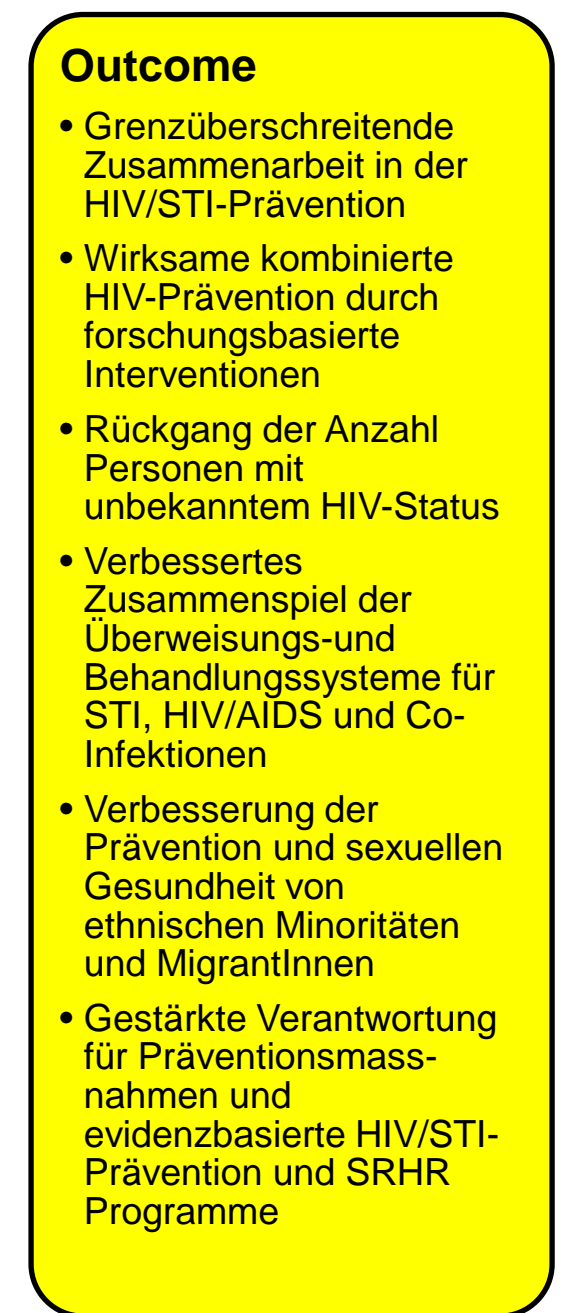 Outcome
• Grenzüberschreitende
Zusammenarbeit in der
HIV/STI-Prävention
• Wirksame kombinierte
HIV-Prävention durch
forschungsbasierte
Interventionen
• Rückgang der Anzahl
Personen mit
unbekanntem HIV-Status
• Verbessertes
Zusammenspiel der
Überweisungs-und
Behandlungssysteme für
STI, HIV/AIDS und Co-
Infektionen
• Verbesserung der
Prävention und sexuellen
Gesundheit von
ethnischen Minoritäten
und MigrantInnen
• Gestärkte Verantwortung
für Präventionsmass-
nahmen und
evidenzbasierte HIV/STI-
Prävention und SRHR
Programme